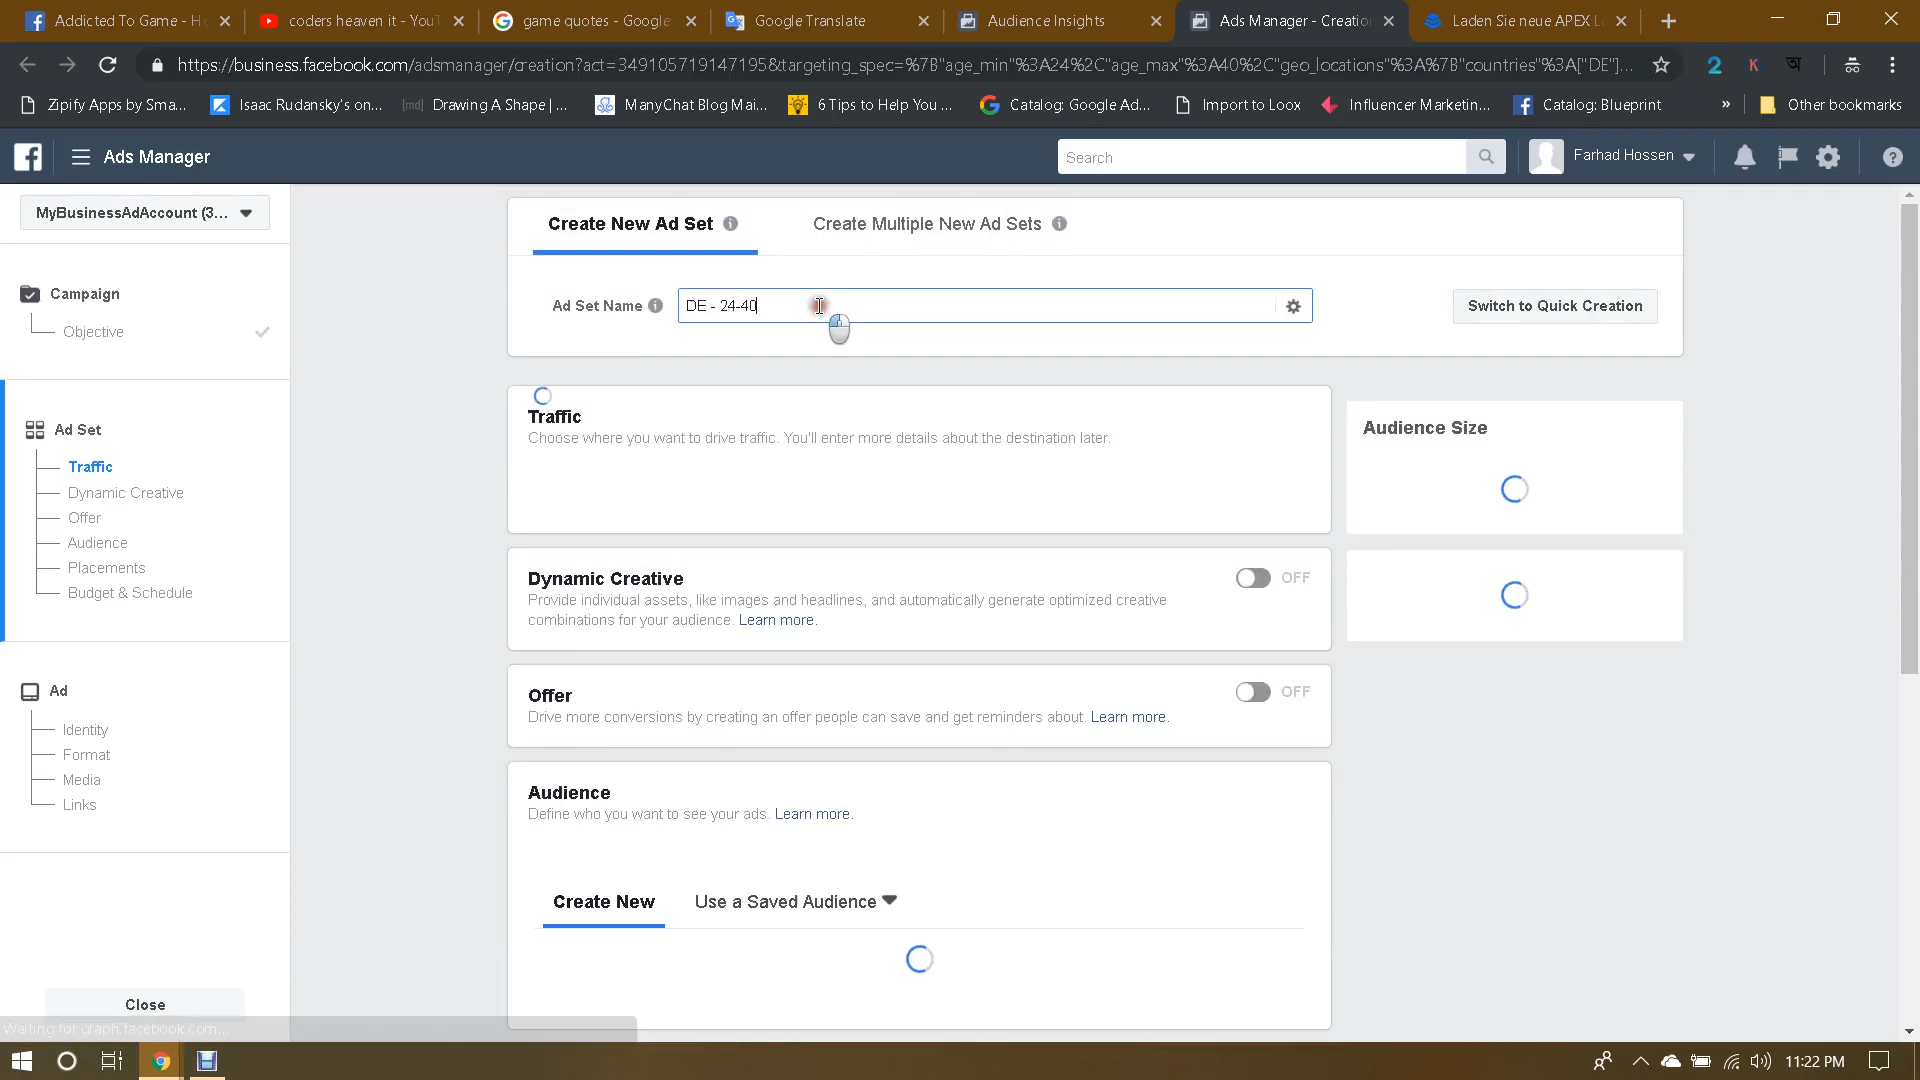 Addicted To Game - Ho
coders heaven it - YouT
game quotes - Google
Google Translate
Audience Insights
Ads Manager - Creatio
Laden Sie neue APEX L
https://business.facebook.com/adsmanager/creation?act=349105719147195&targeting_spec=%7B"age_min"%3A24%2C"age_max"%3A40%2C"geo_locations"%3A%7B"countries"%3A["DE"]...
Zipify Apps by Sma...
Isaac Rudansky's on...
[md] Drawing A Shape | ...
ManyChat Blog Mai...
6 Tips to Help You ...
Catalog: Google Ad...
Import to Loox
Influencer Marketin...
Catalog: Blueprint
»
Other bookmarks
Ads Manager
Search
Farhad Hossen
MyBusinessAdAccount (3...
Create New Ad Set
Create Multiple New Ad Sets
Campaign
Objective
Ad Set Name
DE - 24-40
Switch to Quick Creation
Ad Set
Traffic
Dynamic Creative
Offer
Audience
Placements
Budget & Schedule
Traffic
Choose where you want to drive traffic. You'll enter more details about the destination later.
Audience Size
Dynamic Creative
OFF
Provide individual assets, like images and headlines, and automatically generate optimized creative
combinations for your audience. Learn more.
Offer
OFF
Drive more conversions by creating an offer people can save and get reminders about. Learn more.
Ad
Identity
Format
Media
Links
Audience
Define who you want to see your ads. Learn more.
Create New
Use a Saved Audience
Close
Waiting for graph.facebook.com...
11:22 PM